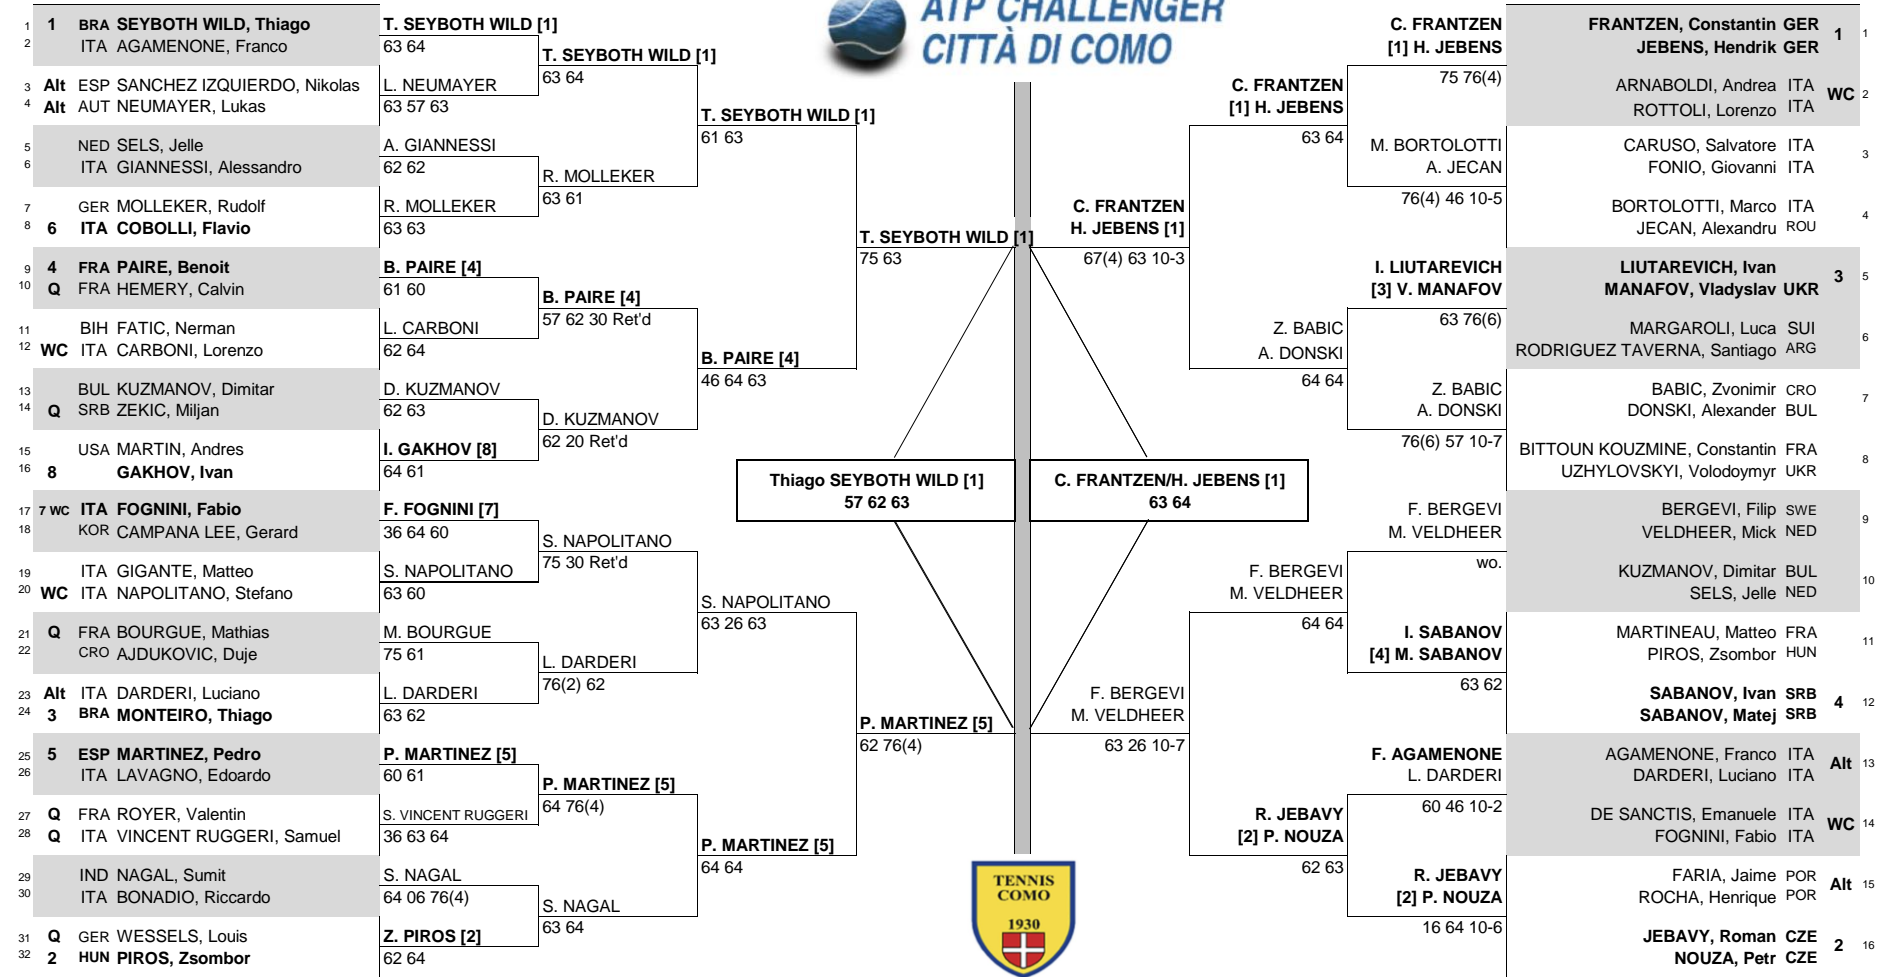 ATP CHALLENGER
CITTÀ DI COMO
1 1 BRA SEYBOTH WILD, Thiago
2 ITA AGAMENONE, Franco
3 Alt ESP SANCHEZ IZQUIERDO, Nikolas
4 Alt AUT NEUMAYER, Lukas
5 NED SELS, Jelle
6 ITA GIANNESSI, Alessandro
7 GER MOLLEKER, Rudolf
8 6 ITA COBOLLI, Flavio
9 4 FRA PAIRE, Benoit
10 Q FRA HEMERY, Calvin
11 BIH FATIC, Nerman
12 WC ITA CARBONI, Lorenzo
13 BUL KUZMANOV, Dimitar
14 Q SRB ZEKIC, Miljan
15 USA MARTIN, Andres
16 8 GAKHOV, Ivan
17 7 WC ITA FOGNINI, Fabio
18 KOR CAMPANA LEE, Gerard
19 ITA GIGANTE, Matteo
20 WC ITA NAPOLITANO, Stefano
21 Q FRA BOURGUE, Mathias
22 CRO AJDUKOVIC, Duje
23 Alt ITA DARDERI, Luciano
24 3 BRA MONTEIRO, Thiago
25 5 ESP MARTINEZ, Pedro
26 ITA LAVAGNO, Edoardo
27 Q FRA ROYER, Valentin
28 Q ITA VINCENT RUGGERI, Samuel
29 IND NAGAL, Sumit
30 ITA BONADIO, Riccardo
31 Q GER WESSELS, Louis
32 2 HUN PIROS, Zsombor
T. SEYBOTH WILD [1]
63 64
L. NEUMAYER
63 57 63
A. GIANNESSI
62 62
R. MOLLEKER
63 63
B. PAIRE [4]
61 60
L. CARBONI
62 64
D. KUZMANOV
62 63
I. GAKHOV [8]
64 61
F. FOGNINI [7]
36 64 60
S. NAPOLITANO
63 60
M. BOURGUE
75 61
L. DARDERI
63 62
P. MARTINEZ [5]
60 61
S. VINCENT RUGGERI
36 63 64
S. NAGAL
64 06 76(4)
Z. PIROS [2]
62 64
T. SEYBOTH WILD [1]
63 64
R. MOLLEKER
63 61
B. PAIRE [4]
57 62 30 Ret'd
D. KUZMANOV
62 20 Ret'd
S. NAPOLITANO
75 30 Ret'd
L. DARDERI
76(2) 62
P. MARTINEZ [5]
64 76(4)
S. NAGAL
63 64
T. SEYBOTH WILD [1]
61 63
B. PAIRE [4]
46 64 63
S. NAPOLITANO
63 26 63
P. MARTINEZ [5]
64 64
T. SEYBOTH WILD [1]
75 63
P. MARTINEZ [5]
62 76(4)
Thiago SEYBOTH WILD [1]
57 62 63
C. FRANTZEN/H. JEBENS [1]
63 64
C. FRANTZEN
H. JEBENS [1]
67(4) 63 10-3
F. BERGEVI
M. VELDHEER
63 26 10-7
C. FRANTZEN
[1] H. JEBENS
63 64
Z. BABIC
A. DONSKI
64 64
F. BERGEVI
M. VELDHEER
64 64
R. JEBAVY
[2] P. NOUZA
62 63
C. FRANTZEN
[1] H. JEBENS
75 76(4)
M. BORTOLOTTI
A. JECAN
76(4) 46 10-5
I. LIUTAREVICH
[3] V. MANAFOV
63 76(6)
Z. BABIC
A. DONSKI
76(6) 57 10-7
F. BERGEVI
M. VELDHEER
wo.
I. SABANOV
[4] M. SABANOV
63 62
F. AGAMENONE
L. DARDERI
60 46 10-2
R. JEBAVY
[2] P. NOUZA
16 64 10-6
FRANTZEN, Constantin GER 1 1
JEBENS, Hendrik GER
ARNABOLDI, Andrea ITA WC 2
ROTTOLI, Lorenzo ITA
CARUSO, Salvatore ITA 3
FONIO, Giovanni ITA
BORTOLOTTI, Marco ITA 4
JECAN, Alexandru ROU
LIUTAREVICH, Ivan 3 5
MANAFOV, Vladyslav UKR
MARGAROLI, Luca SUI 6
RODRIGUEZ TAVERNA, Santiago ARG
BABIC, Zvonimir CRO 7
DONSKI, Alexander BUL
BITTOUN KOUZMINE, Constantin FRA 8
UZHYLOVSKYI, Volodoymyr UKR
BERGEVI, Filip SWE 9
VELDHEER, Mick NED
KUZMANOV, Dimitar BUL 10
SELS, Jelle NED
MARTINEAU, Matteo FRA 11
PIROS, Zsombor HUN
SABANOV, Ivan SRB 4 12
SABANOV, Matej SRB
AGAMENONE, Franco ITA Alt 13
DARDERI, Luciano ITA
DE SANCTIS, Emanuele ITA WC 14
FOGNINI, Fabio ITA
FARIA, Jaime POR Alt 15
ROCHA, Henrique POR
JEBAVY, Roman CZE 2 16
NOUZA, Petr CZE
TENNIS
COMO
1930